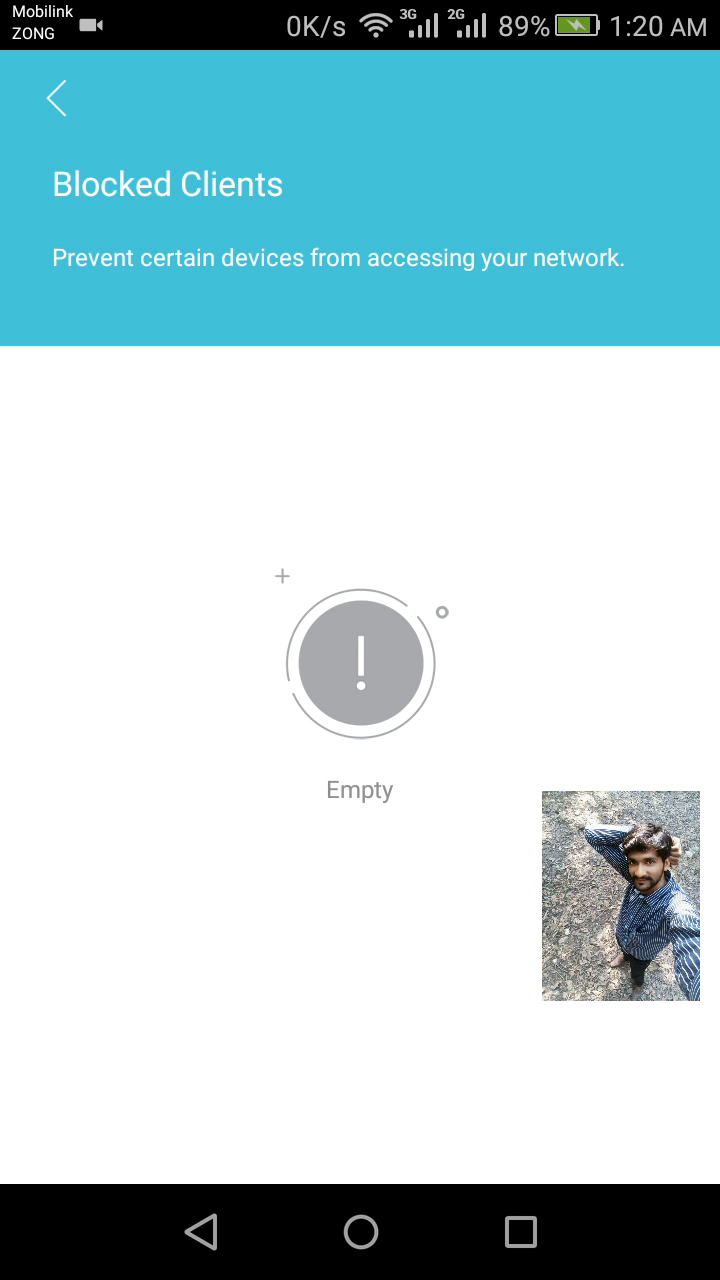 Mobilink
ZONG
0K/s 3G 2G 89% 1:20 AM
Blocked Clients
Prevent certain devices from accessing your network.
Empty